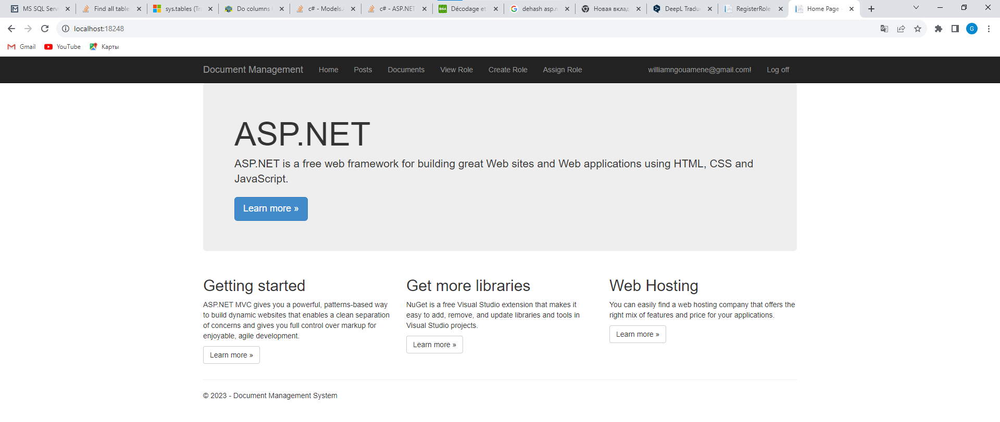 MS SQL Serv
Find all table
sys.tables (Tra
Do columns
c# - Models.
c# - ASP.NET
Décodage et
dehash asp.n
Новая вклад
DeepL Tradu
RegisterRole
Home Page -
localhost:18248
G
Gmail
YouTube
Карты
Document Management
Home
Posts
Documents
View Role
Create Role
Assign Role
williamngouamene@gmail.com!
Log off
ASP.NET
ASP.NET is a free web framework for building great Web sites and Web applications using HTML, CSS and
JavaScript.
Learn more »
Getting started
ASP.NET MVC gives you a powerful, patterns-based way
to build dynamic websites that enables a clean separation
of concerns and gives you full control over markup for
enjoyable, agile development.
Learn more »
Get more libraries
NuGet is a free Visual Studio extension that makes it
easy to add, remove, and update libraries and tools in
Visual Studio projects.
Learn more »
Web Hosting
You can easily find a web hosting company that offers the
right mix of features and price for your applications.
Learn more »
© 2023 - Document Management System